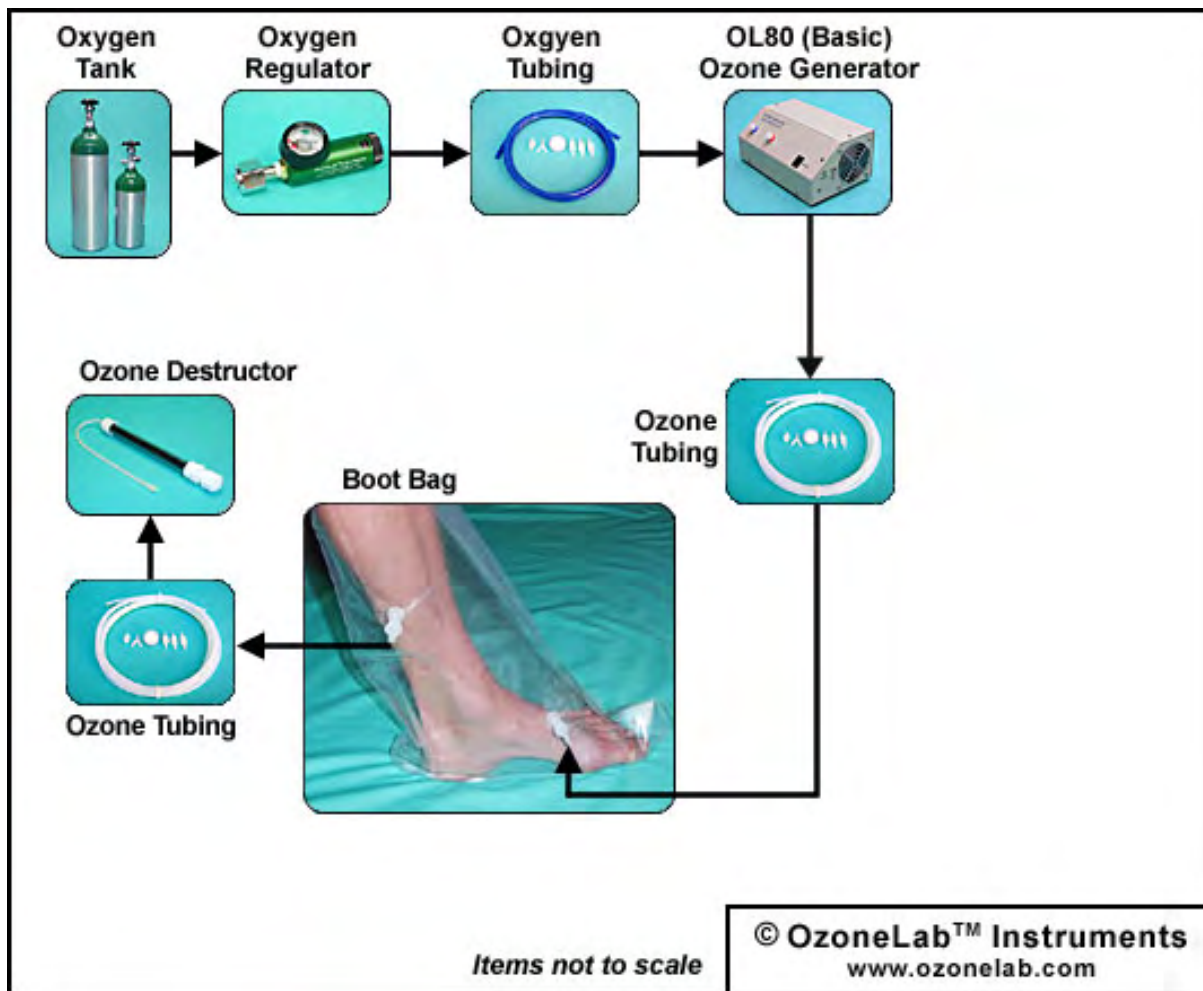 Oxygen
Tank
Oxygen
Regulator
Oxgyen
Tubing
OL80 (Basic)
Ozone Generator
Ozone Destructor
Ozone
Tubing
Boot Bag
Ozone Tubing
Items not to scale
© OzoneLab™ Instruments
www.ozonelab.com